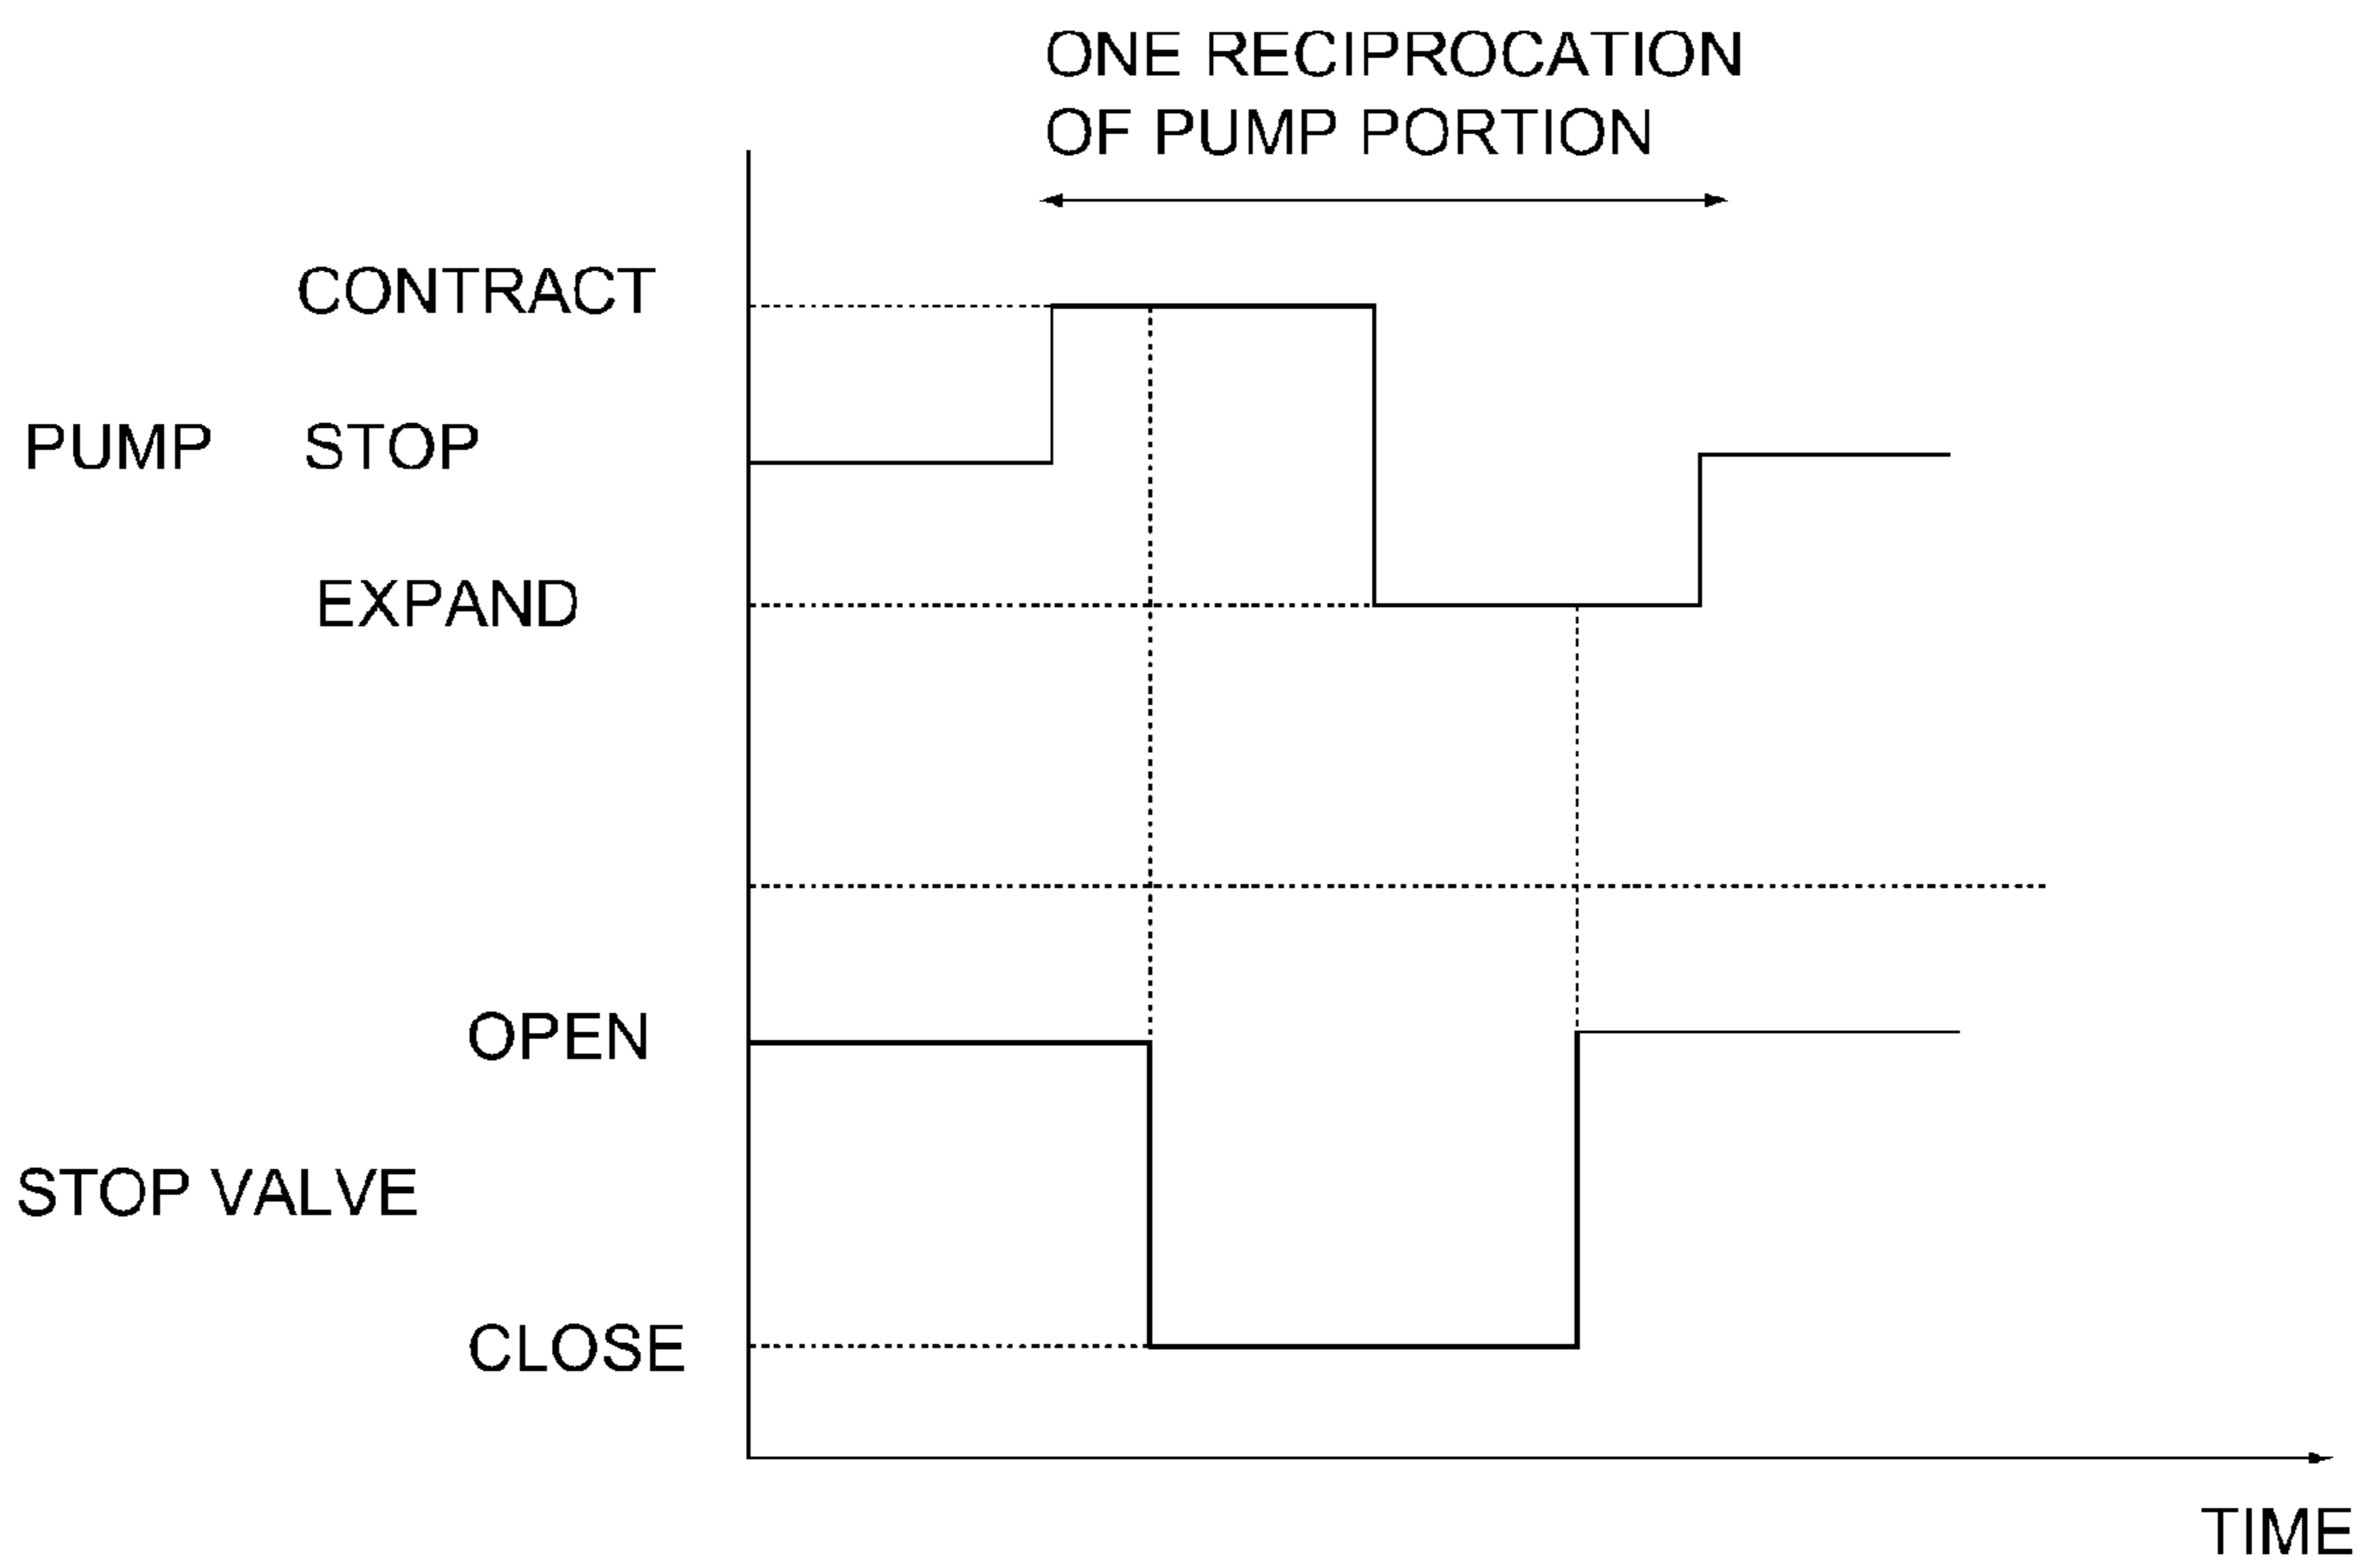 ONE RECIPROCATION
OF PUMP PORTION
CONTRACT
PUMP STOP
EXPAND
OPEN
STOP VALVE
CLOSE
TIME